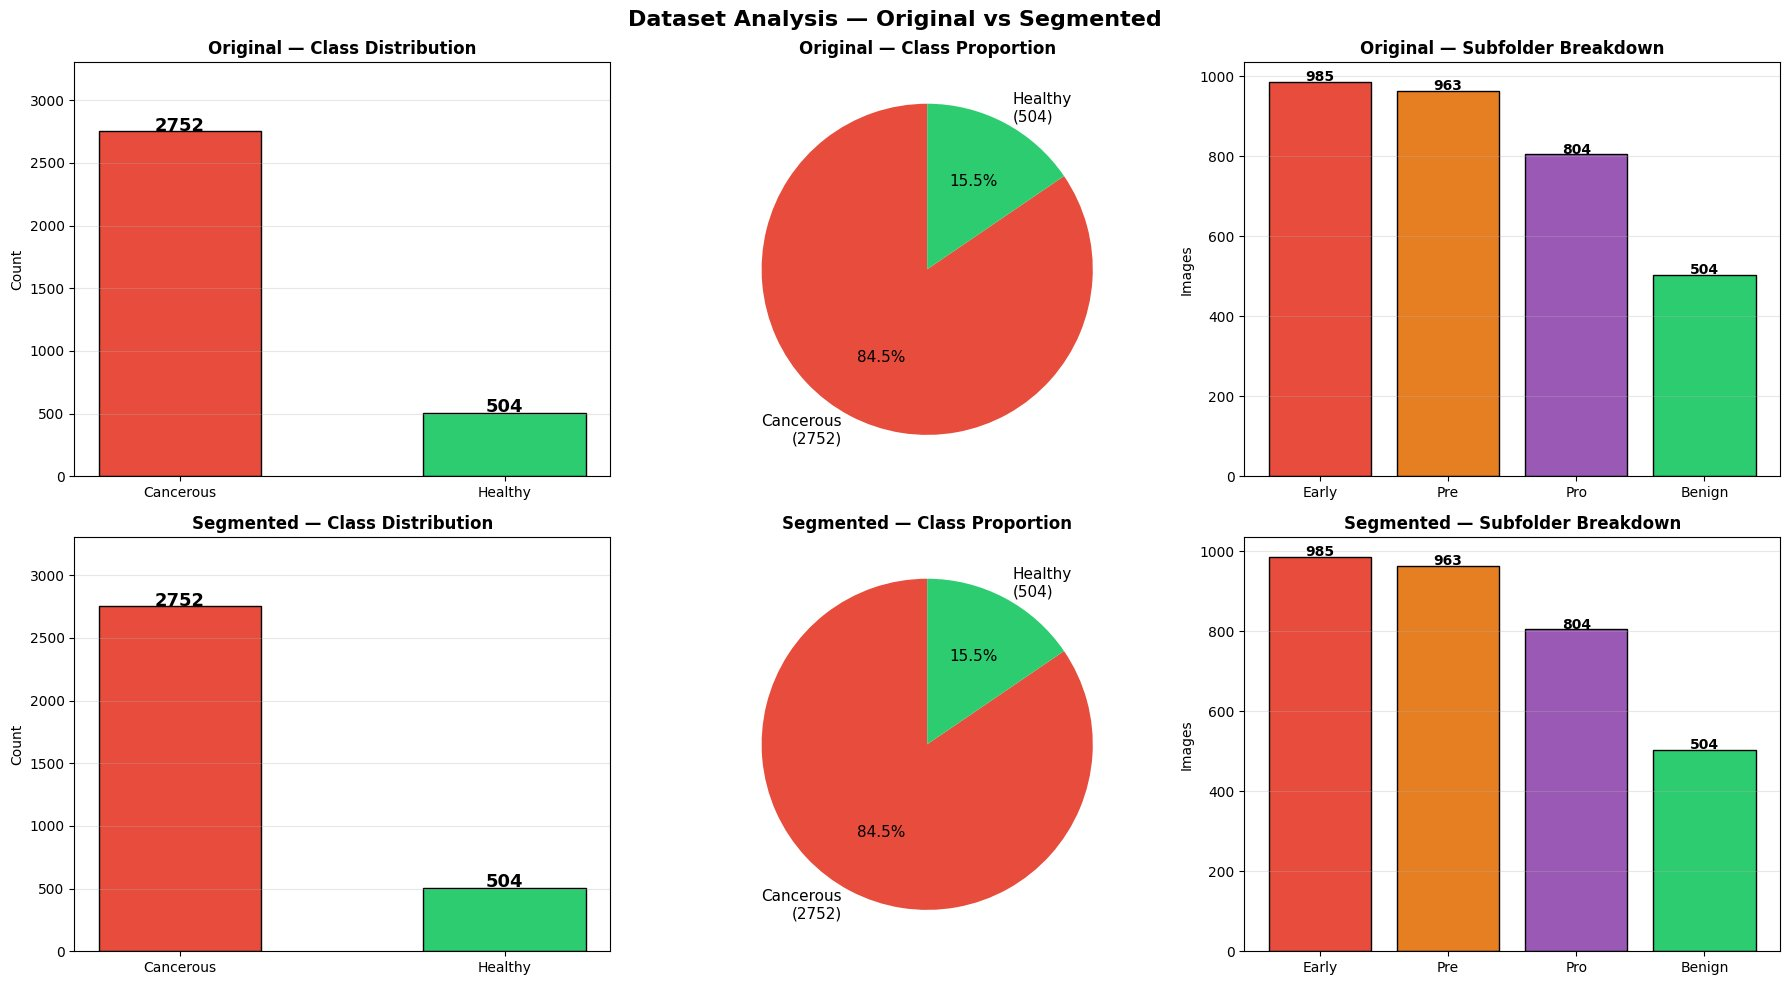 Dataset Analysis — Original vs Segmented
Original — Class Distribution
Count
3000
2500
2000
1500
1000
500
0
2752
504
Cancerous
Healthy
Original — Class Proportion
Healthy
(504)
15.5%
84.5%
Cancerous
(2752)
Original — Subfolder Breakdown
Images
1000
800
600
400
200
0
985
963
804
504
Early
Pre
Pro
Benign
Segmented — Class Distribution
Count
3000
2500
2000
1500
1000
500
0
2752
504
Cancerous
Healthy
Segmented — Class Proportion
Healthy
(504)
15.5%
84.5%
Cancerous
(2752)
Segmented — Subfolder Breakdown
Images
1000
800
600
400
200
0
985
963
804
504
Early
Pre
Pro
Benign